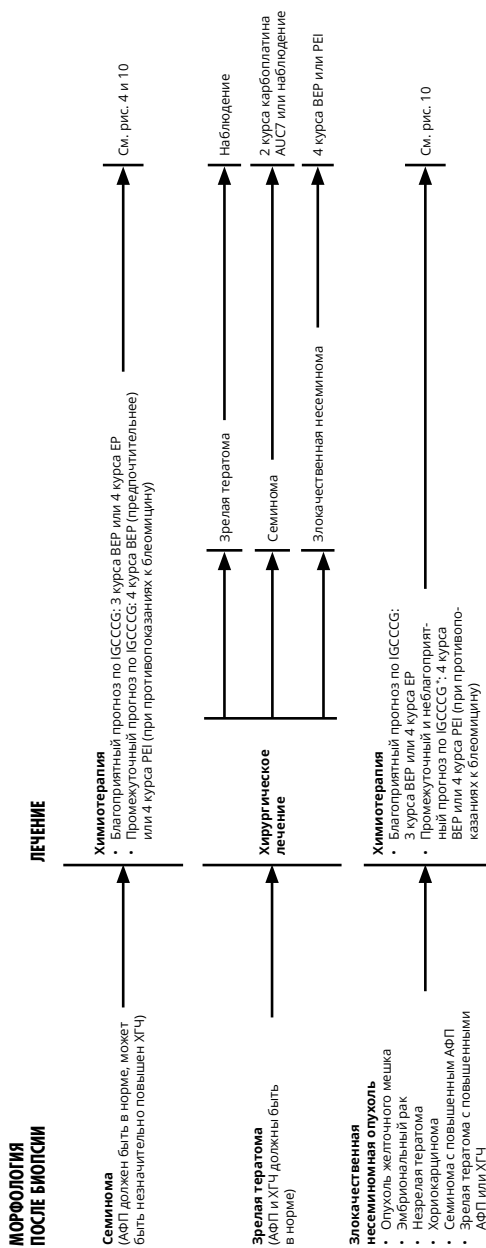 МОРФОЛОГИЯ
ПОСЛЕ БИОПСИИ
ЛЕЧЕНИЕ
Семинома
(АФП должен быть в норме, может
быть незначительно повышен ХГЧ)
Химиотерапия
• Благоприятный прогноз по IGCCCG: 3 курса BEP или 4 курса EP
• Промежуточный прогноз по IGCCCG: 4 курса BEP (предпочтительнее)
или 4 курса PEI (при противопоказаниях к блеомицину)
См. рис. 4 и 10
Зрелая тератома
(АФП и ХГЧ должны быть
в норме)
Хирургическое
лечение
Зрелая тератома
Наблюдение
Семинома
2 курса карбоплатина
AUC7 или наблюдение
Злокачественная несеминома
4 курса BEP или PEI
Злокачественная
несеминомная опухоль
• Опухоль желточного мешка
• Эмбриональный рак
• Незрелая тератома
• Хориокарцинома
• Семинома с повышенным АФП
• Зрелая тератома с повышенными
АФП или ХГЧ
Химиотерапия
• Благоприятный прогноз по IGCCCG:
3 курса BEP или 4 курса EP
• Промежуточный и неблагоприят-
ный прогноз по IGCCCG*: 4 курса
BEP или 4 курса PEI (при противопо-
казаниях к блеомицину)
См. рис. 10